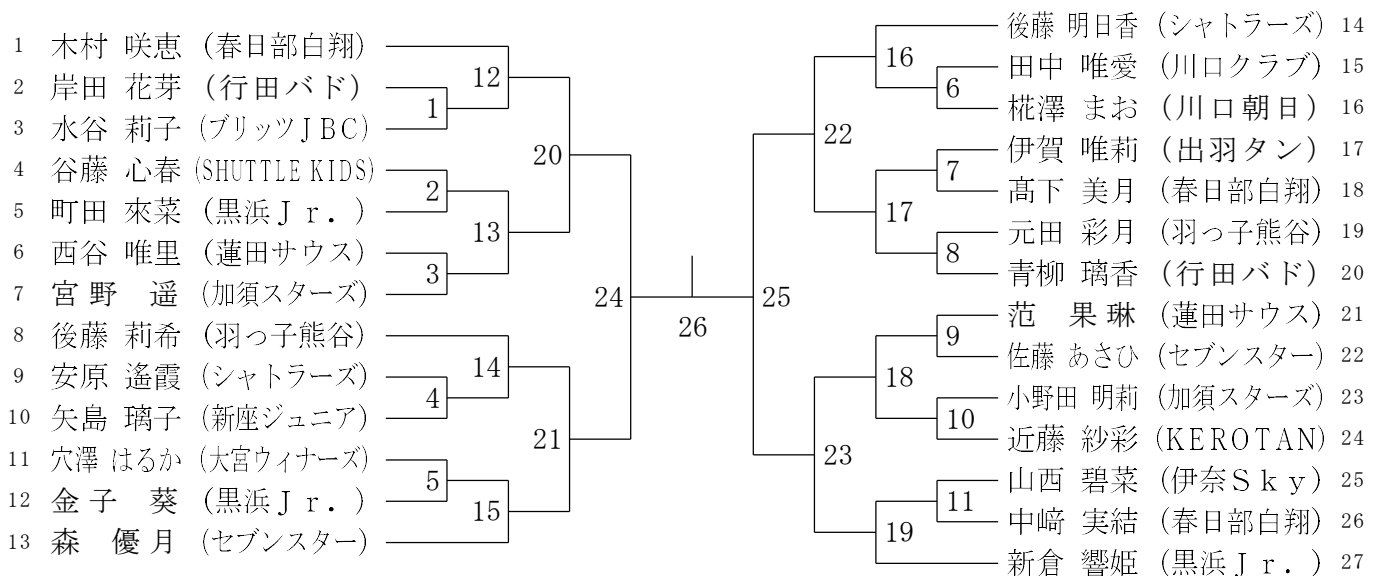 1 木村 咲恵 (春日部白翔)
2 岸田 花芽 (行田バド)
3 水谷 莉子 (ブリッツJBC)
4 谷藤 心春 (SHUTTLE KIDS)
5 町田 來菜 (黒浜Jr.)
6 西谷 唯里 (蓮田サウス)
7 宮野 遥 (加須スターズ)
8 後藤 莉希 (羽っ子熊谷)
9 安原 遙霞 (シャトラーズ)
10 矢島 璃子 (新座ジュニア)
11 穴澤 はるか (大宮ウィナーズ)
12 金子 葵 (黒浜Jr.)
13 森 優月 (セブンスター)
12
1
20
2
13
3
24
14
4
21
5
15
26
25
16
6
22
7
17
8
9
18
10
23
11
19
後藤 明日香 (シャトラーズ) 14
田中 唯愛 (川口クラブ) 15
椛澤 まお (川口朝日) 16
伊賀 唯莉 (出羽タン) 17
髙下 美月 (春日部白翔) 18
元田 彩月 (羽っ子熊谷) 19
青柳 璃香 (行田バド) 20
范 果琳 (蓮田サウス) 21
佐藤 あさひ (セブンスター) 22
小野田 明莉 (加須スターズ) 23
近藤 紗彩 (KEROTAN) 24
山西 碧菜 (伊奈Sky) 25
中﨑 実結 (春日部白翔) 26
新倉 響姫 (黒浜Jr.) 27